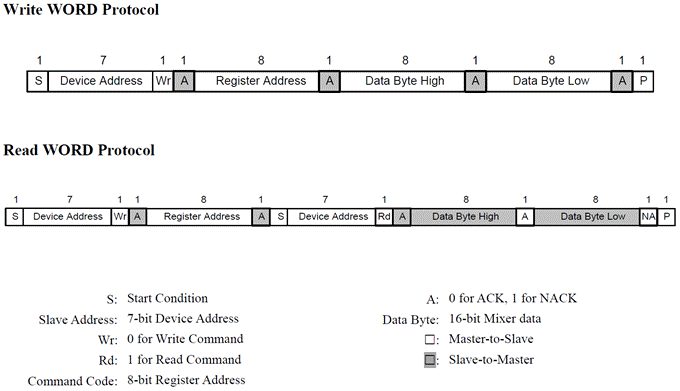 Write WORD Protocol
1 7 1 1 8 1 8 1 8 1 1
S Device Address Wr A Register Address A Data Byte High A Data Byte Low A P
Read WORD Protocol
1 7 1 1 8 1 7 1 1 8 1 8 1 1
S Device Address Wr A Register Address A S Device Address Rd A Data Byte High A Data Byte Low NA P
S: Start Condition A: 0 for ACK, 1 for NACK
Slave Address: 7-bit Device Address Data Byte: 16-bit Mixer data
Wr: 0 for Write Command □: Master-to-Slave
Rd: 1 for Read Command : Slave-to-Master
Command Code: 8-bit Register Address